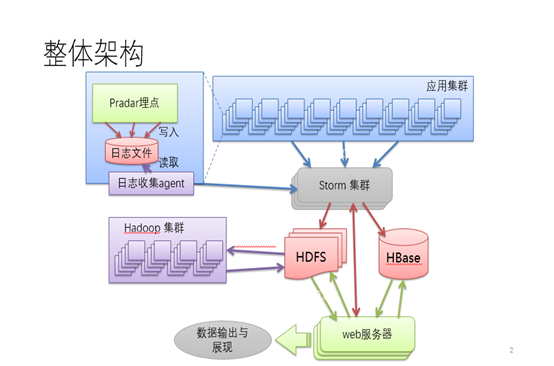 整体架构
应用集群
Pradar埋点
写入
日志文件
读取
日志收集agent
Storm 集群
Hadoop 集群
HDFS
HBase
web服务器
数据输出与
展现
2